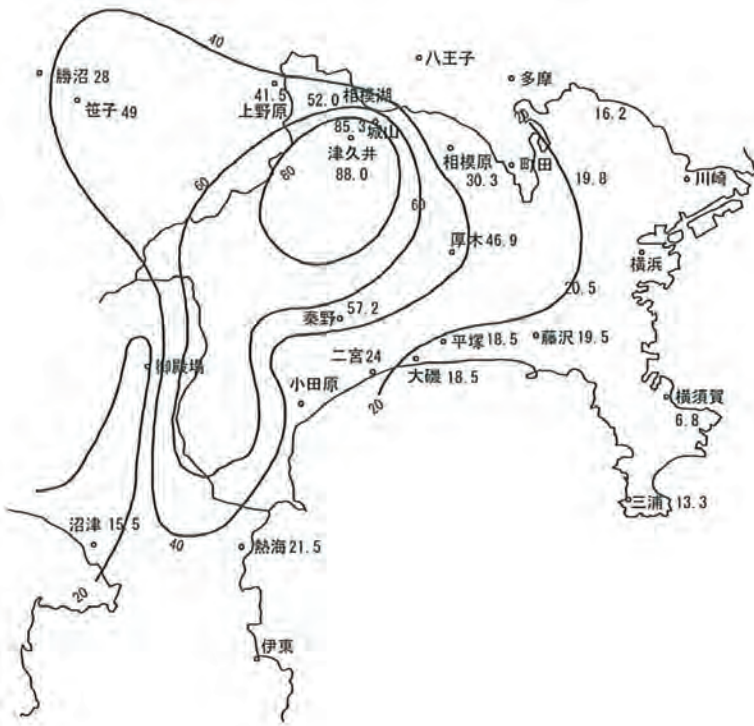 40
八王子
多摩
勝沼 28
笹子 49
41.5
上野原
52.0
相模湖
16.2
85.3
城山
津久井
88.0
相模原
30.3
町田
19.8
川崎
60
80
60
厚木 46.9
横浜
20.5
秦野
57.2
平塚 18.5
藤沢 19.5
御殿場
二宮 24
大磯 18.5
小田原
20
横須賀
6.8
三浦 13.3
沼津 15.5
40
熱海 21.5
20
伊東